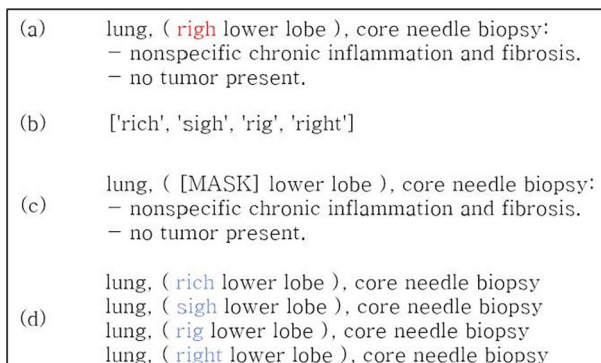 (a) lung, ( righ lower lobe ), core needle biopsy:
– nonspecific chronic inflammation and fibrosis.
– no tumor present.
(b) ['rich', 'sigh', 'rig', 'right']
lung, ( [MASK] lower lobe ), core needle biopsy:
(c) – nonspecific chronic inflammation and fibrosis.
– no tumor present.
lung, ( rich lower lobe ), core needle biopsy
lung, ( sigh lower lobe ), core needle biopsy
(d) lung, ( rig lower lobe ), core needle biopsy
lung, ( right lower lobe ), core needle biopsy